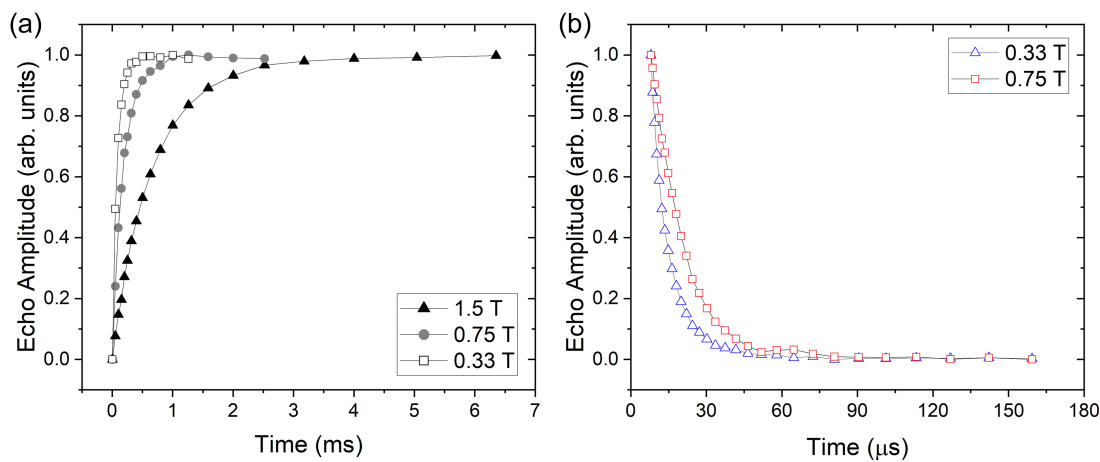 (a)
Echo Amplitude (arb. units)
1.0
0.8
0.6
0.4
0.2
0.0
1.5 T
0.75 T
0.33 T
0 1 2 3 4 5 6 7
Time (ms)
(b)
Echo Amplitude (arb. units)
1.0
0.8
0.6
0.4
0.2
0.0
0.33 T
0.75 T
0 30 60 90 120 150 180
Time (μs)